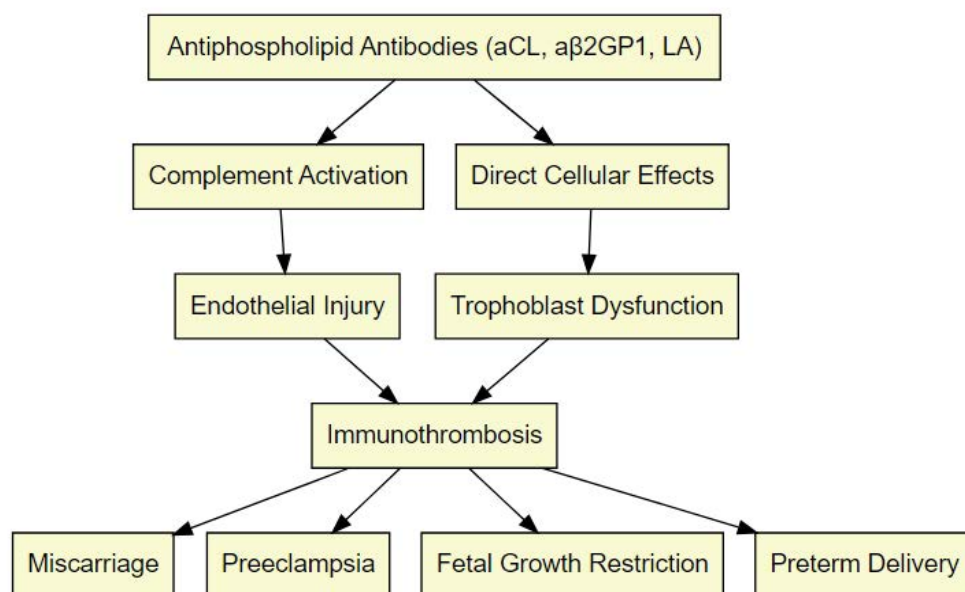 Antiphospholipid Antibodies (aCL, aβ2GP1, LA)
Complement Activation
Direct Cellular Effects
Endothelial Injury
Trophoblast Dysfunction
Immunothrombosis
Miscarriage
Preeclampsia
Fetal Growth Restriction
Preterm Delivery